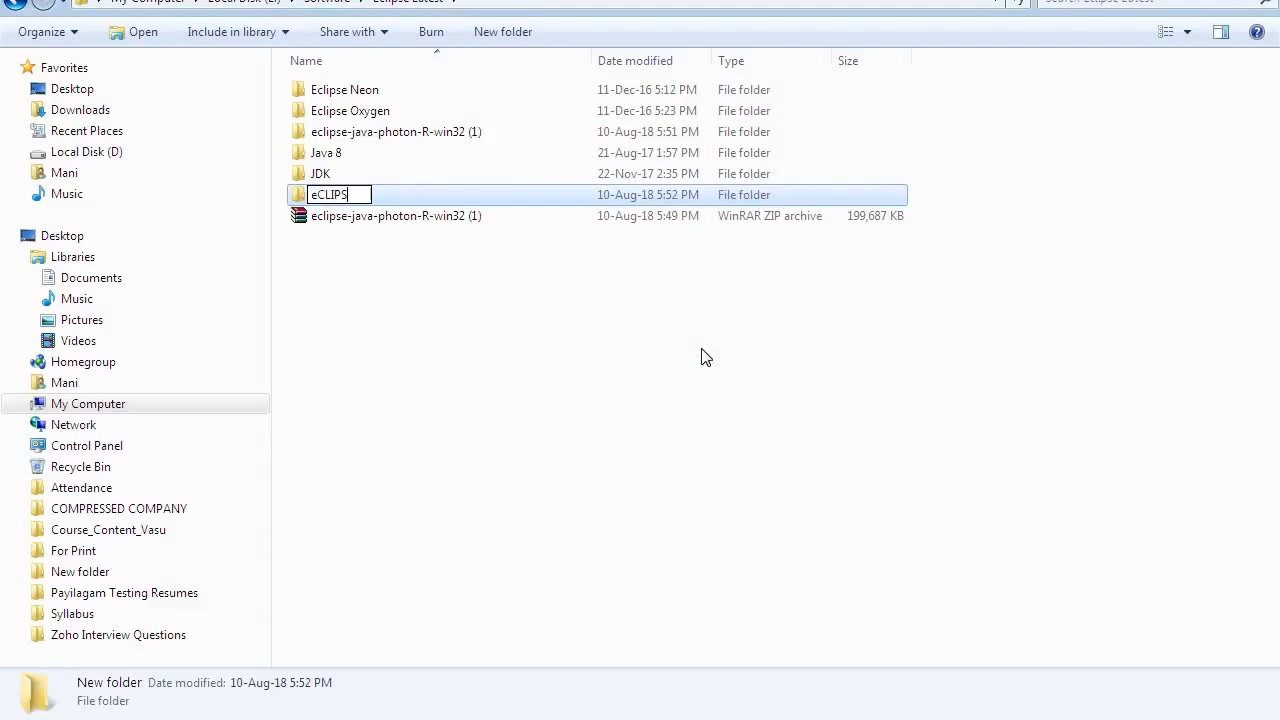 My Computer Local Disk (E:) Software Eclipse Latest Search Eclipse Latest
Organize Open Include in library Share with Burn New folder
Name Date modified Type Size
Favorites
Desktop
Downloads
Recent Places
Local Disk (D)
Mani
Music
Desktop
Libraries
Documents
Music
Pictures
Videos
Homegroup
Mani
My Computer
Network
Control Panel
Recycle Bin
Attendance
COMPRESSED COMPANY
Course_Content_Vasu
For Print
New folder
Payilagam Testing Resumes
Syllabus
Zoho Interview Questions
Eclipse Neon 11-Dec-16 5:12 PM File folder
Eclipse Oxygen 11-Dec-16 5:23 PM File folder
eclipse-java-photon-R-win32 (1) 10-Aug-18 5:51 PM File folder
Java 8 21-Aug-17 1:57 PM File folder
JDK 22-Nov-17 2:35 PM File folder
eCLIPS 10-Aug-18 5:52 PM File folder
eclipse-java-photon-R-win32 (1) 10-Aug-18 5:49 PM WinRAR ZIP archive 199,687 KB
New folder Date modified: 10-Aug-18 5:52 PM
File folder